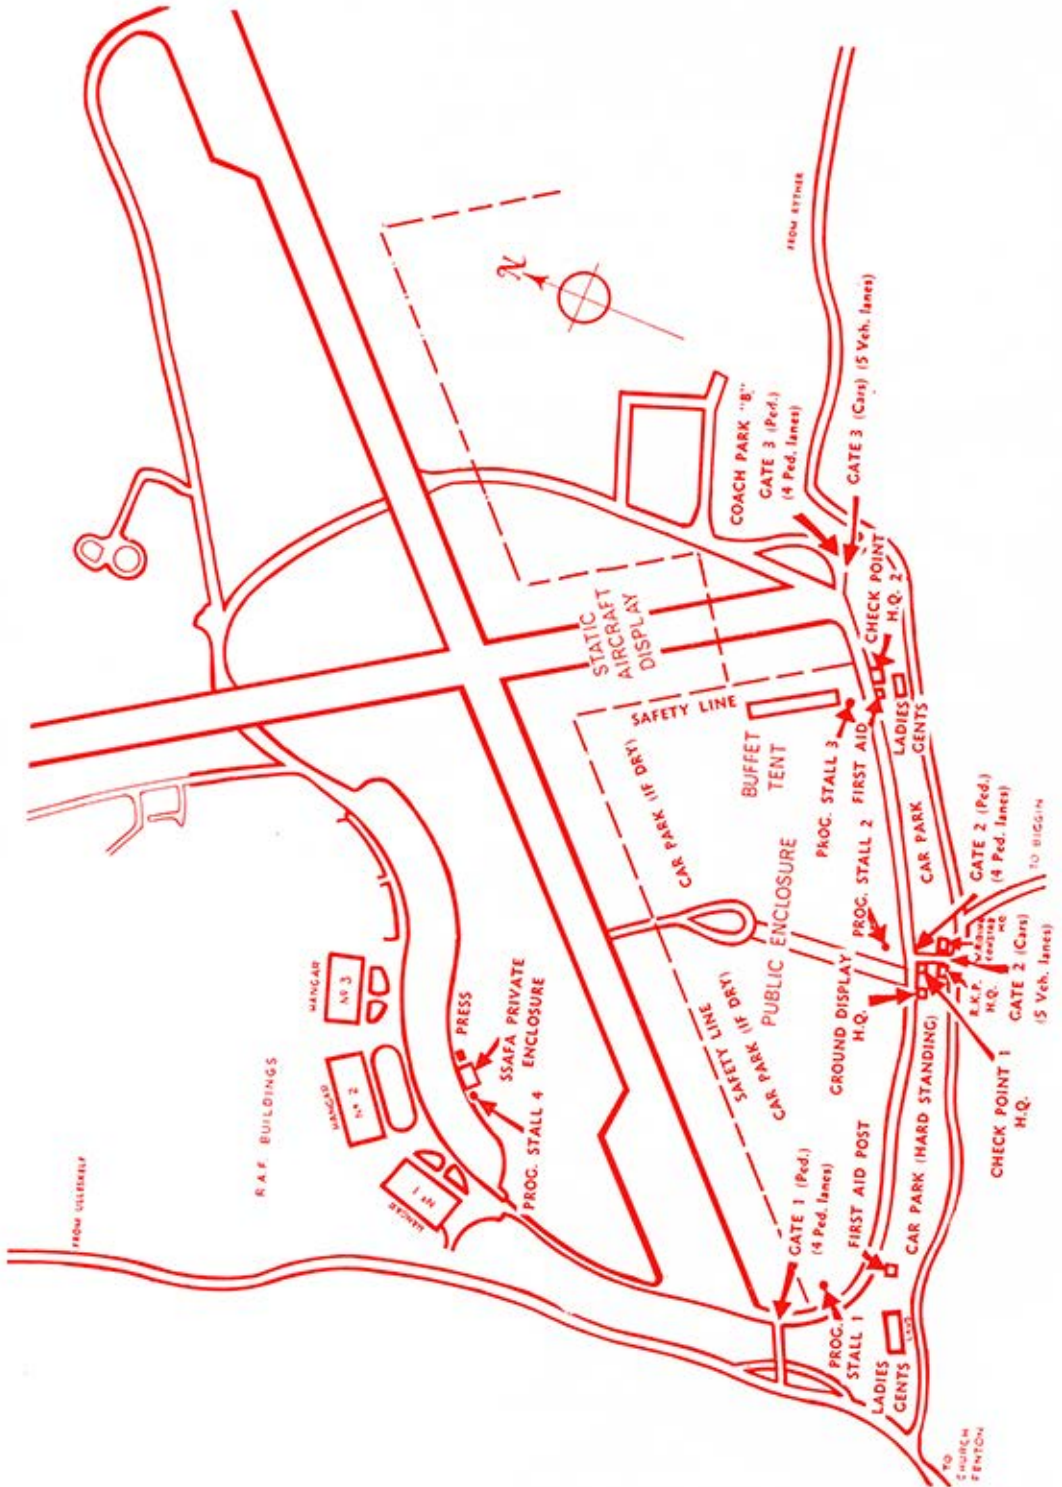 FROM ULLESKELF
R.A.F. BUILDINGS
HANGAR
Nº 1
HANGAR
Nº 2
HANGAR
Nº 3
PRESS
SSAFA PRIVATE
ENCLOSURE
PROG. STALL 4
N
STATIC
AIRCRAFT
DISPLAY
SAFETY LINE
CAR PARK (IF DRY)
BUFFET
TENT
PUBLIC ENCLOSURE
SAFETY LINE
CAR PARK (IF DRY)
FROM RYTHER
COACH PARK "B"
GATE 3 (Ped.)
(4 Ped. lanes)
GATE 3 (Cars) (5 Veh. lanes)
CHECK POINT
H.Q. 2
LADIES
GENTS
FIRST AID
PROG. STALL 3
PROG. STALL 2
CAR PARK
GATE 2 (Ped.)
(4 Ped. lanes)
TO BIGGIN
HQ
R.K.P.
H.Q.
GATE 2 (Cars)
(5 Veh. lanes)
GROUND DISPLAY
H.Q.
CHECK POINT 1
H.Q.
CAR PARK (HARD STANDING)
FIRST AID POST
GATE 1 (Ped.)
(4 Ped. lanes)
PROG.
STALL 1
LADIES
GENTS
TO
CHURCH
FENTON